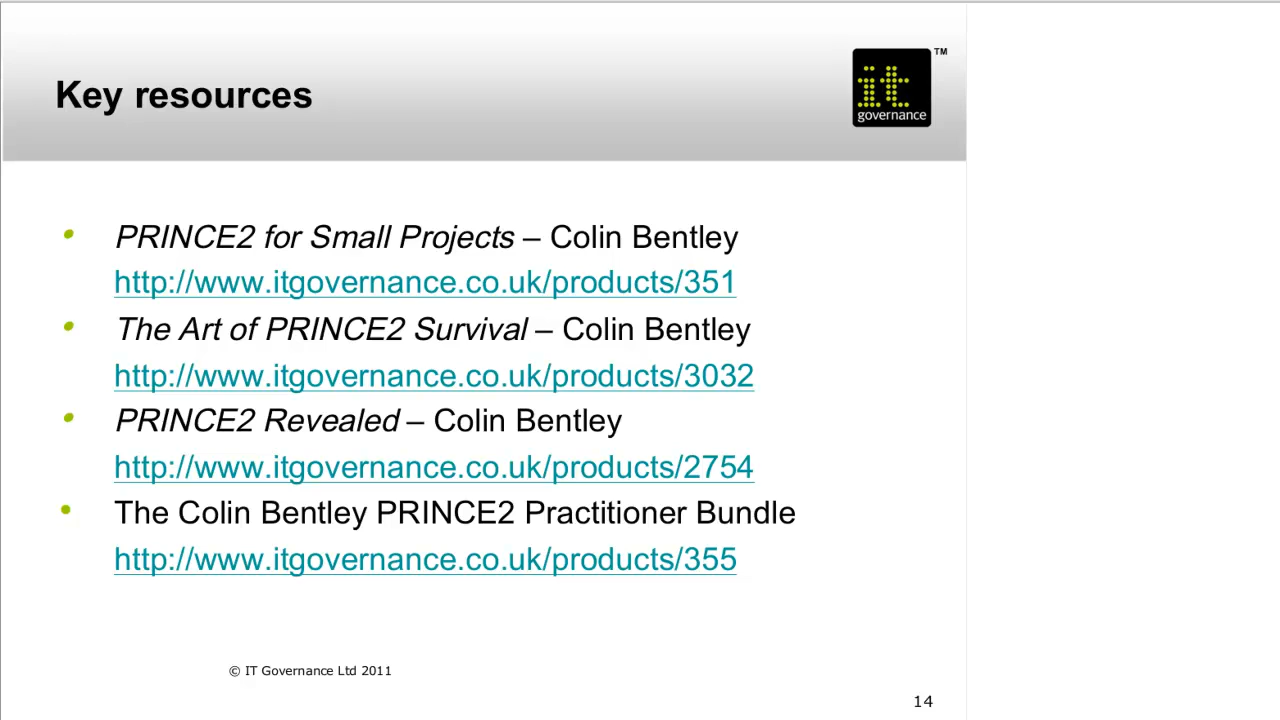 Key resources
it
governance
TM
• PRINCE2 for Small Projects – Colin Bentley
http://www.itgovernance.co.uk/products/351
• The Art of PRINCE2 Survival – Colin Bentley
http://www.itgovernance.co.uk/products/3032
• PRINCE2 Revealed – Colin Bentley
http://www.itgovernance.co.uk/products/2754
• The Colin Bentley PRINCE2 Practitioner Bundle
http://www.itgovernance.co.uk/products/355
© IT Governance Ltd 2011
14